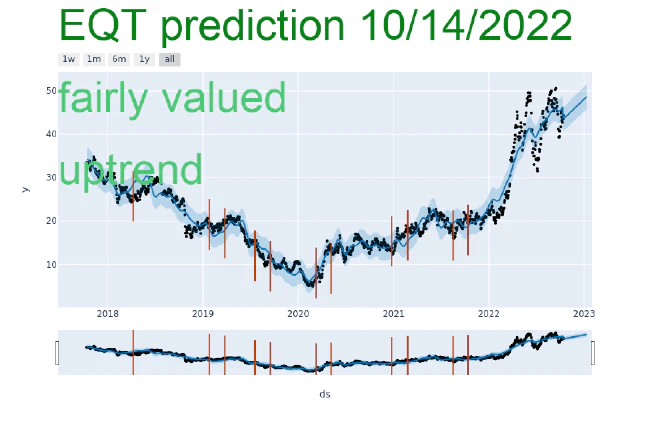 EQT prediction 10/14/2022
1w 1m 6m 1y all
fairly valued
uptrend
50
40
30
20
10
y
2018 2019 2020 2021 2022 2023
ds